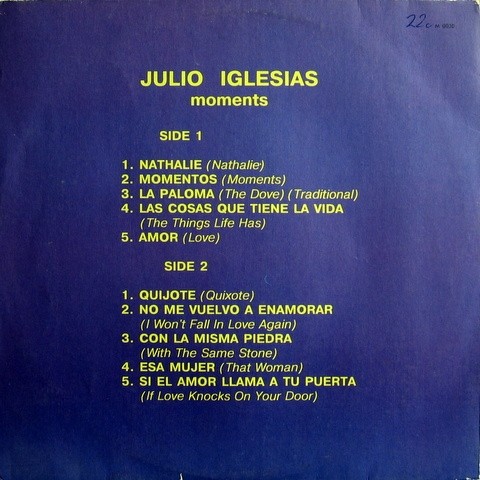 22 C- M 0030
JULIO IGLESIAS
moments
SIDE 1
1. NATHALIE (Nathalie)
2. MOMENTOS (Moments)
3. LA PALOMA (The Dove) (Traditional)
4. LAS COSAS QUE TIENE LA VIDA
(The Things Life Has)
5. AMOR (Love)
SIDE 2
1. QUIJOTE (Quixote)
2. NO ME VUELVO A ENAMORAR
(I Won't Fall In Love Again)
3. CON LA MISMA PIEDRA
(With The Same Stone)
4. ESA MUJER (That Woman)
5. SI EL AMOR LLAMA A TU PUERTA
(If Love Knocks On Your Door)